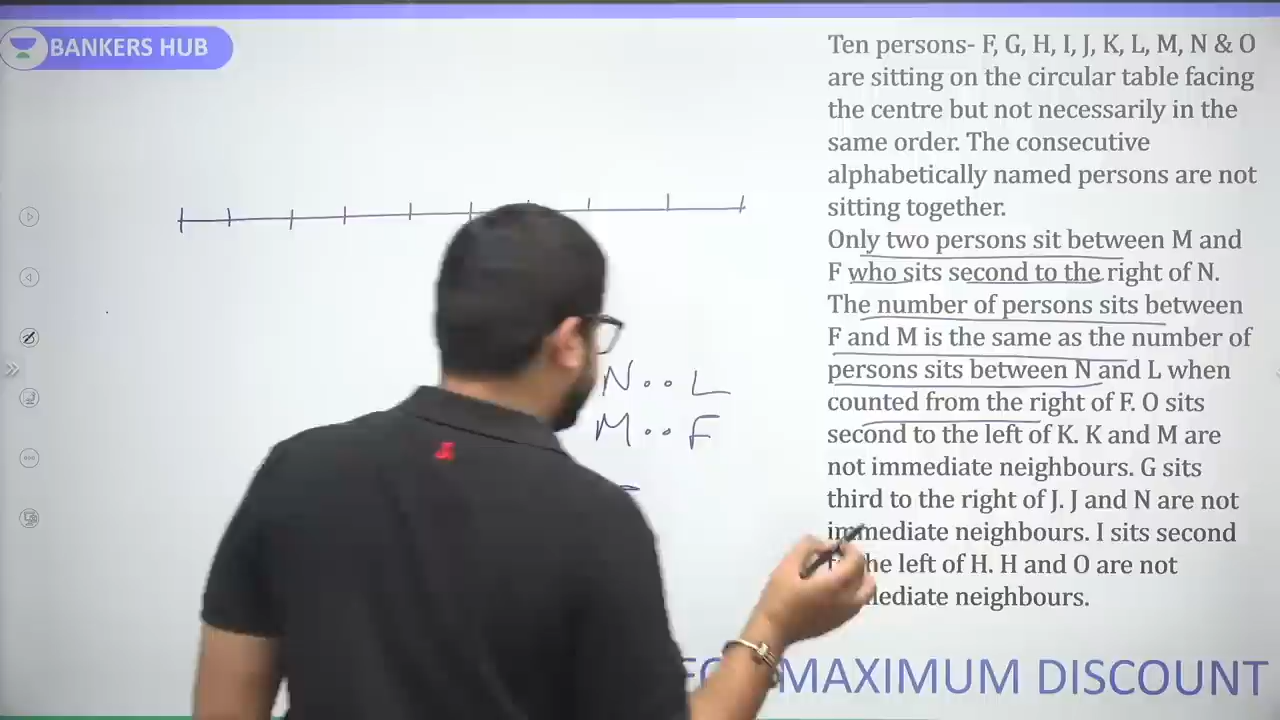 BANKERS HUB
Ten persons- F, G, H, I, J, K, L, M, N & O
are sitting on the circular table facing
the centre but not necessarily in the
same order. The consecutive
alphabetically named persons are not
sitting together.
Only two persons sit between M and
F who sits second to the right of N.
The number of persons sits between
F and M is the same as the number of
persons sits between N and L when
counted from the right of F. O sits
second to the left of K. K and M are
not immediate neighbours. G sits
third to the right of J. J and N are not
immediate neighbours. I sits second
he left of H. H and O are not
ediate neighbours.
N . . L
M . . F
MAXIMUM DISCOUNT